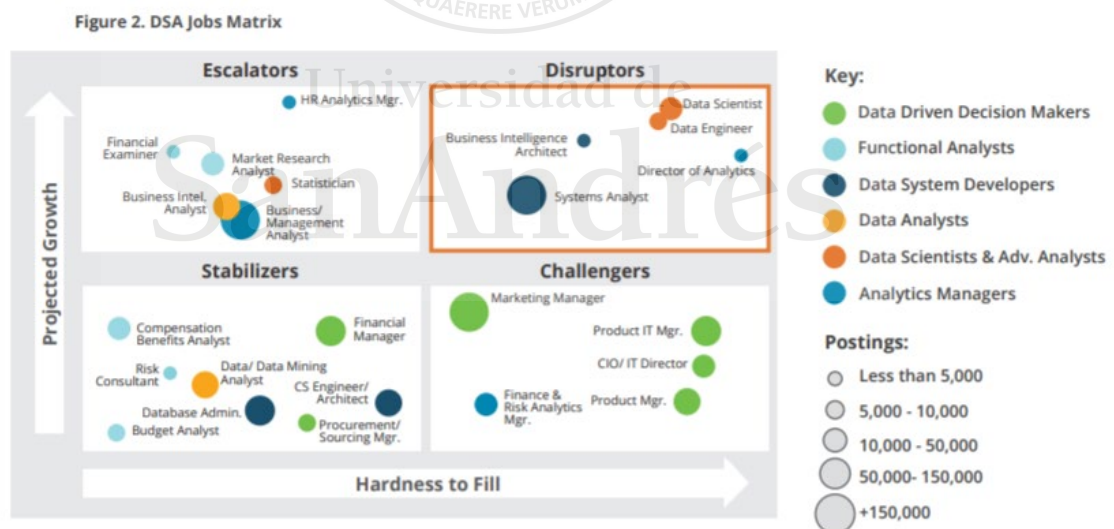 QUAERERE VERUM
Figure 2. DSA Jobs Matrix
Universidad de
SanAndrés
Escalators
HR Analytics Mgr.
Financial
Examiner
Market Research
Analyst
Statistician
Business Intel.
Analyst
Business/
Management
Analyst
Disruptors
Data Scientist
Data Engineer
Business Intelligence
Architect
Director of Analytics
Systems Analyst
Stabilizers
Compensation
Benefits Analyst
Financial
Manager
Risk
Consultant
Data/ Data Mining
Analyst
CS Engineer/
Architect
Database Admin.
Budget Analyst
Procurement/
Sourcing Mgr.
Challengers
Marketing Manager
Product IT Mgr.
CIO/ IT Director
Finance &
Risk Analytics
Mgr.
Product Mgr.
Projected Growth
Hardness to Fill
Key:
Data Driven Decision Makers
Functional Analysts
Data System Developers
Data Analysts
Data Scientists & Adv. Analysts
Analytics Managers
Postings:
Less than 5,000
5,000 - 10,000
10,000 - 50,000
50,000- 150,000
+150,000